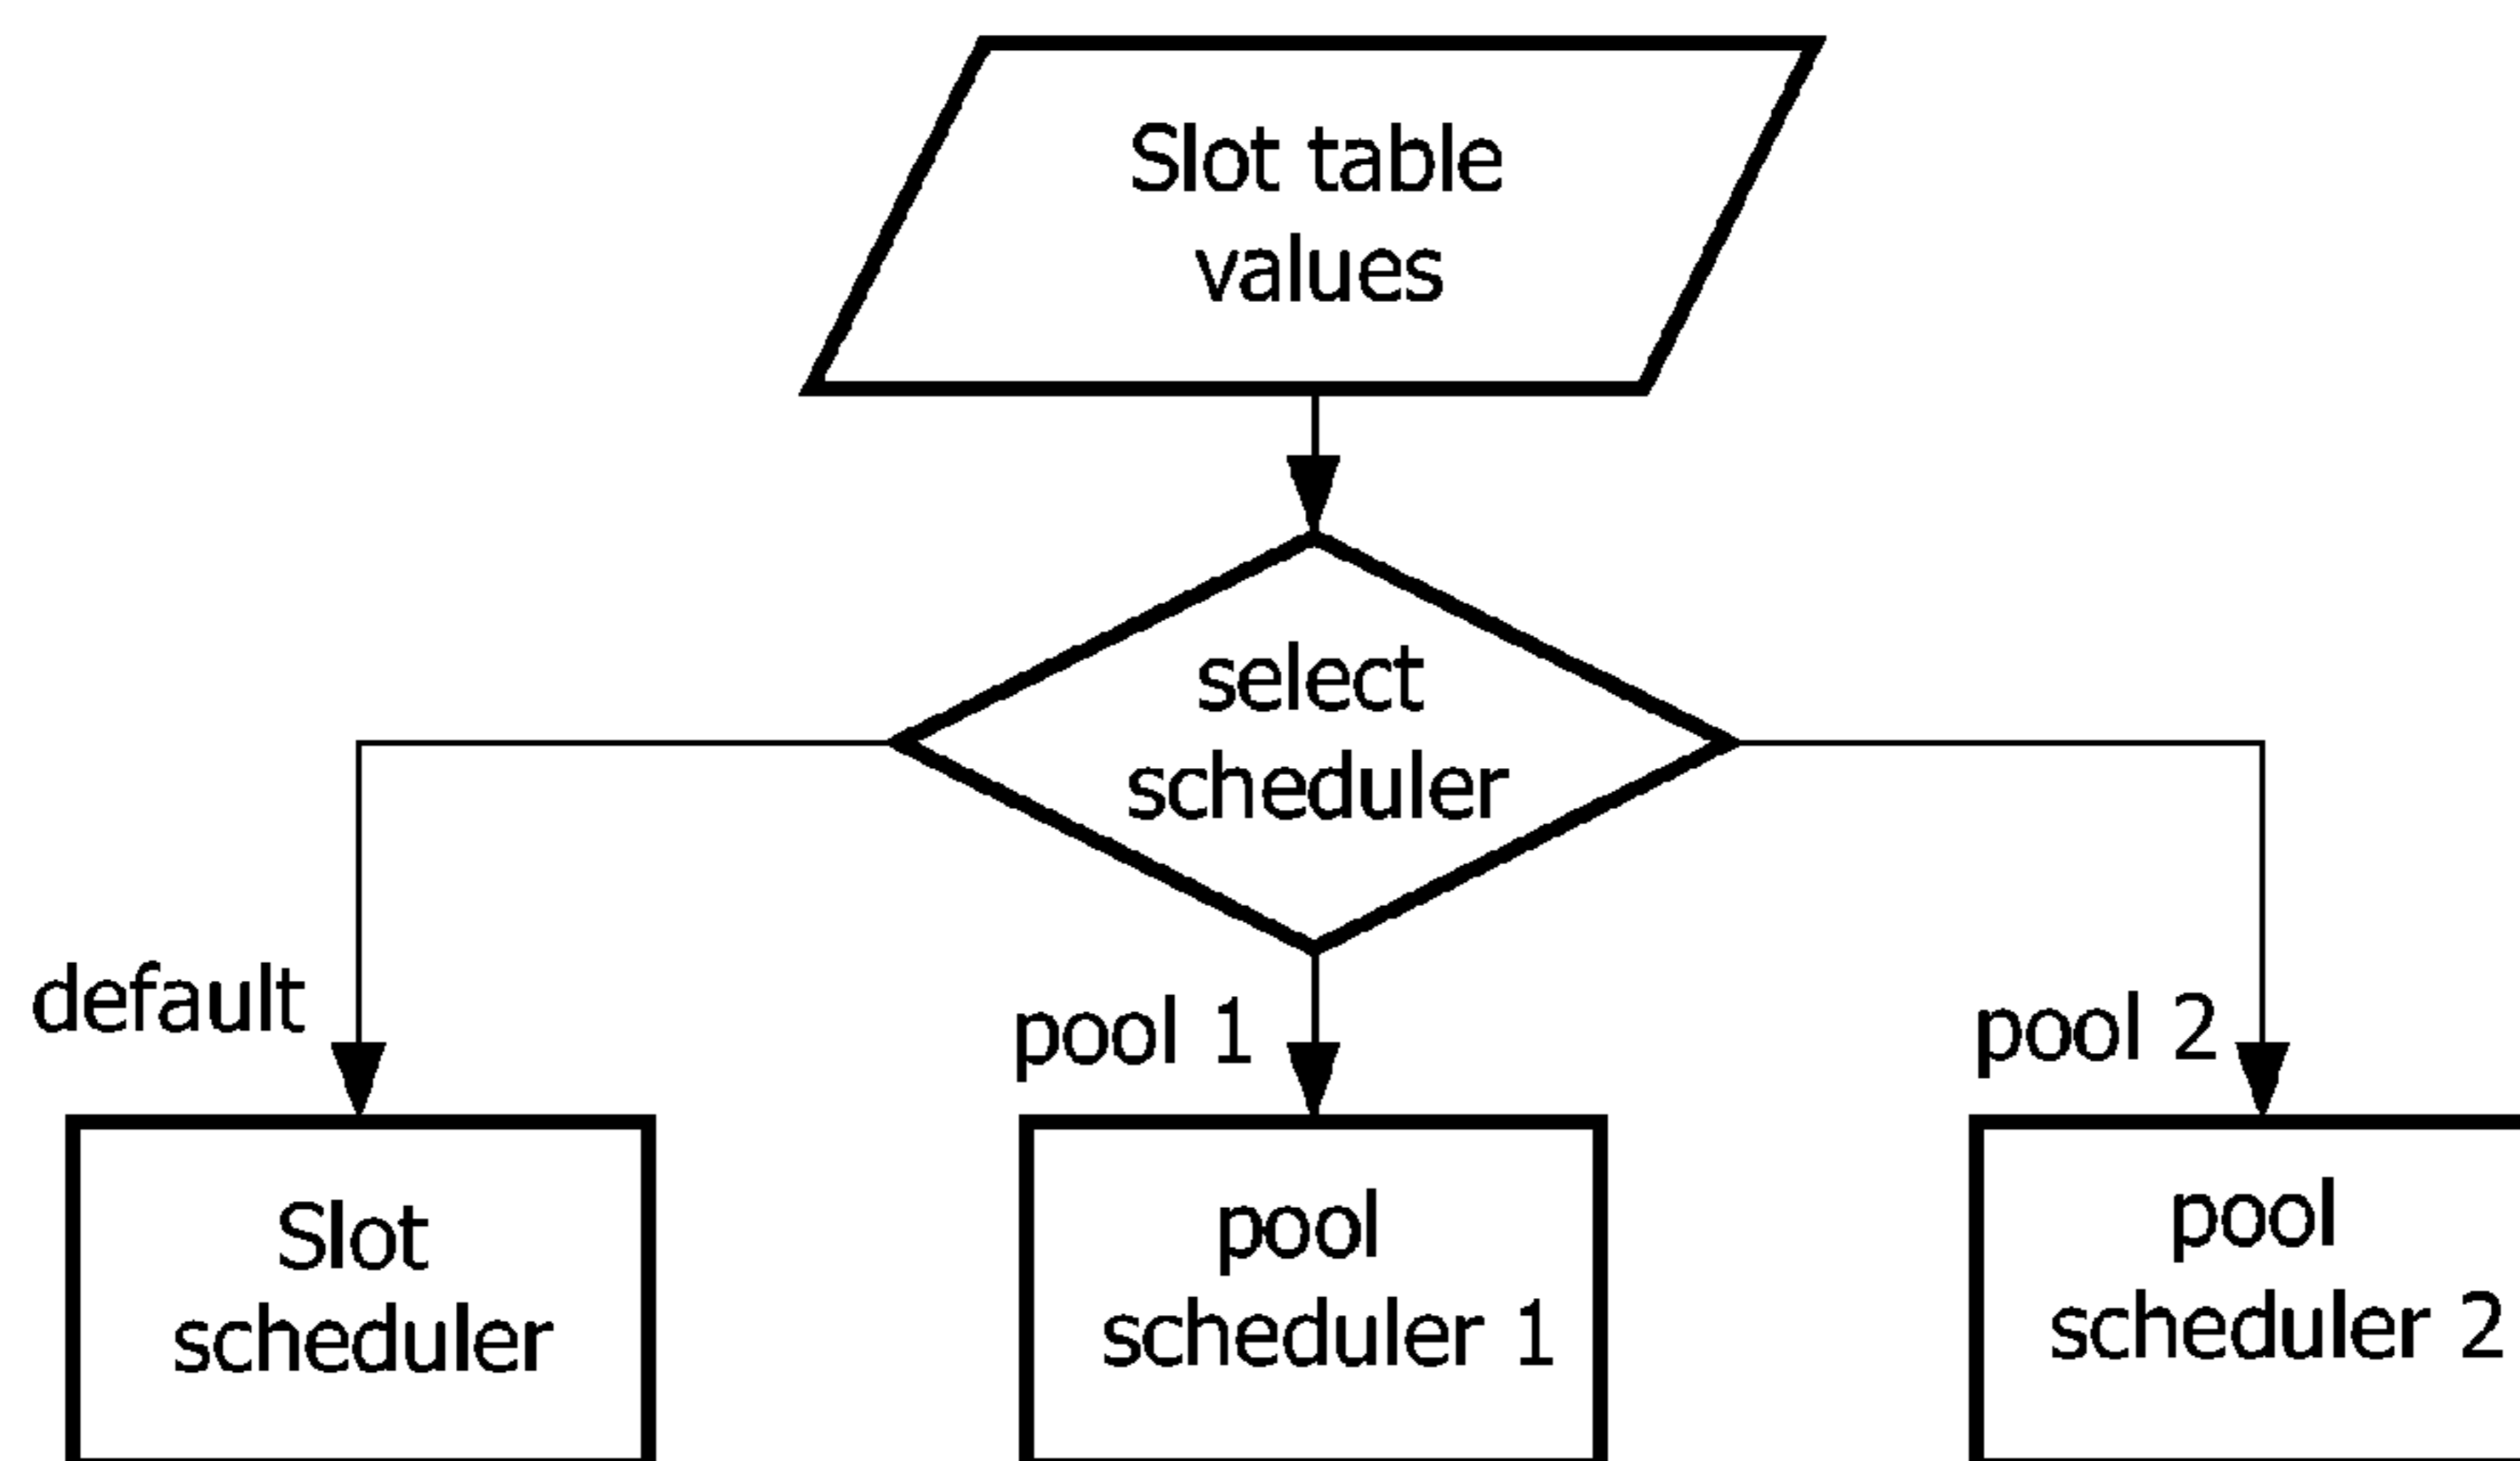 Slot table
values
select
scheduler
default
pool 1
pool 2
Slot
scheduler
pool
scheduler 1
pool
scheduler 2